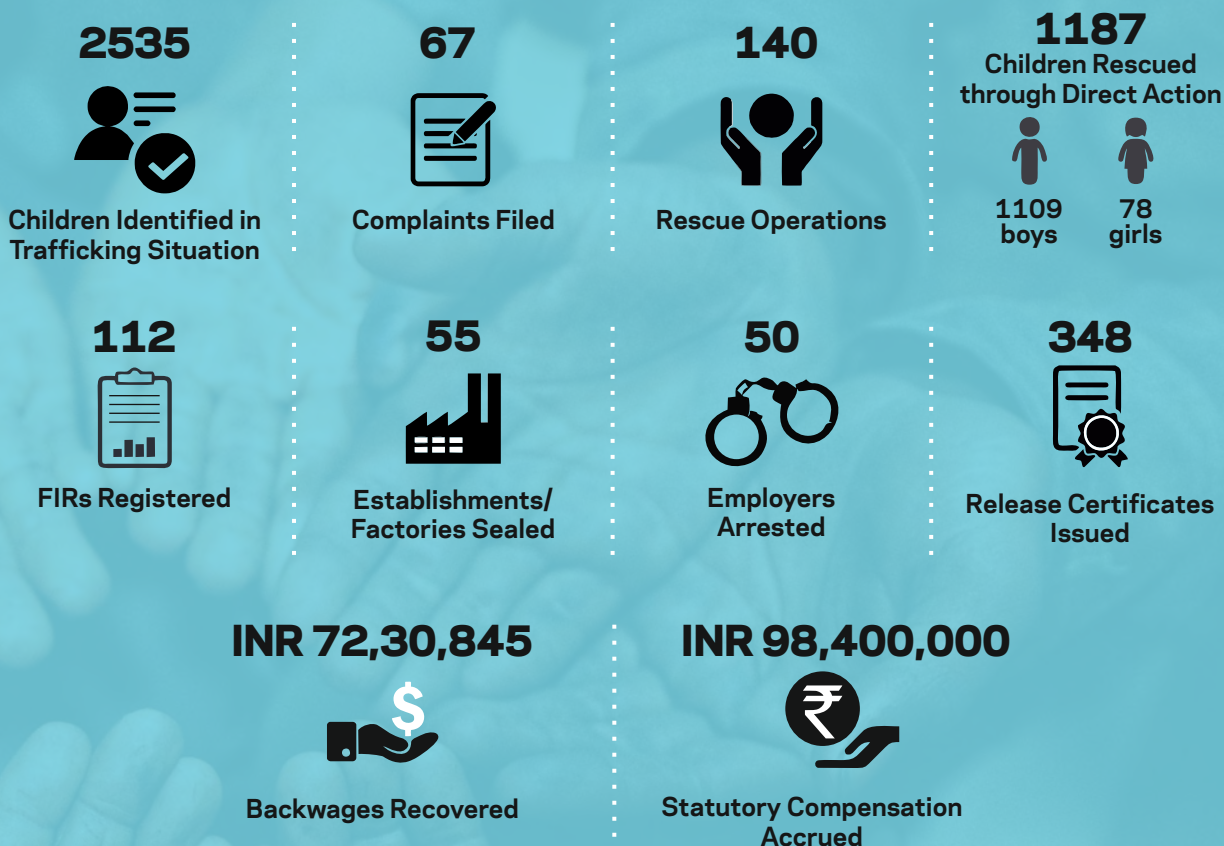 2535
Children Identified in
Trafficking Situation
67
Complaints Filed
140
Rescue Operations
1187
Children Rescued
through Direct Action
1109
boys
78
girls
112
FIRs Registered
55
Establishments/
Factories Sealed
50
Employers
Arrested
348
Release Certificates
Issued
INR 72,30,845
$
Backwages Recovered
INR 98,400,000
₹
Statutory Compensation
Accrued